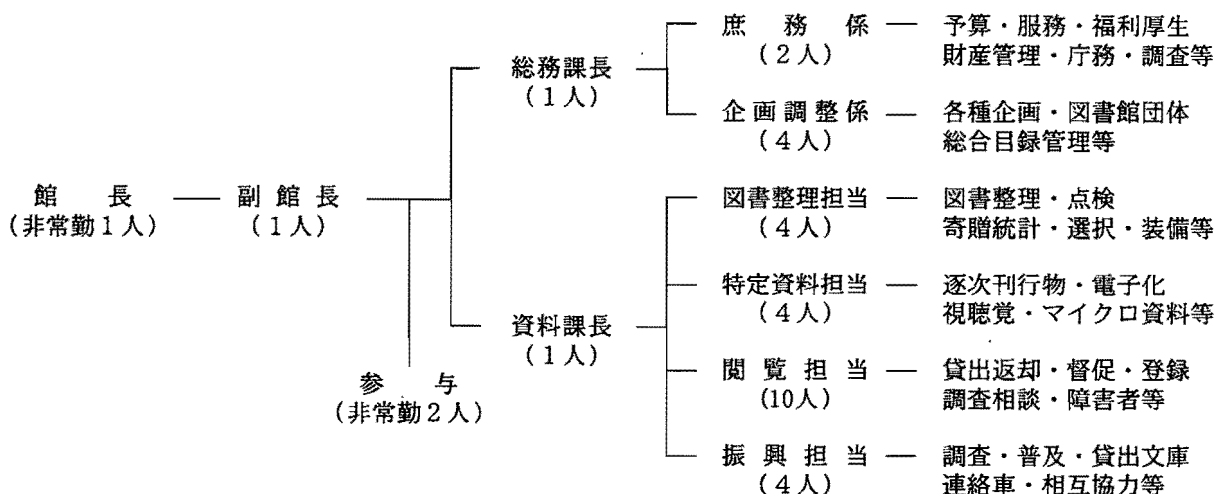 館長
(非常勤1人)
副館長
(1人)
参与
(非常勤2人)
総務課長
(1人)
庶務係
(2人)
予算・服務・福利厚生
財産管理・庁務・調査等
企画調整係
(4人)
各種企画・図書館団体
総合目録管理等
資料課長
(1人)
図書整理担当
(4人)
図書整理・点検
寄贈統計・選択・装備等
特定資料担当
(4人)
逐次刊行物・電子化
視聴覚・マイクロ資料等
閲覧担当
(10人)
貸出返却・督促・登録
調査相談・障害者等
振興担当
(4人)
調査・普及・貸出文庫
連絡車・相互協力等